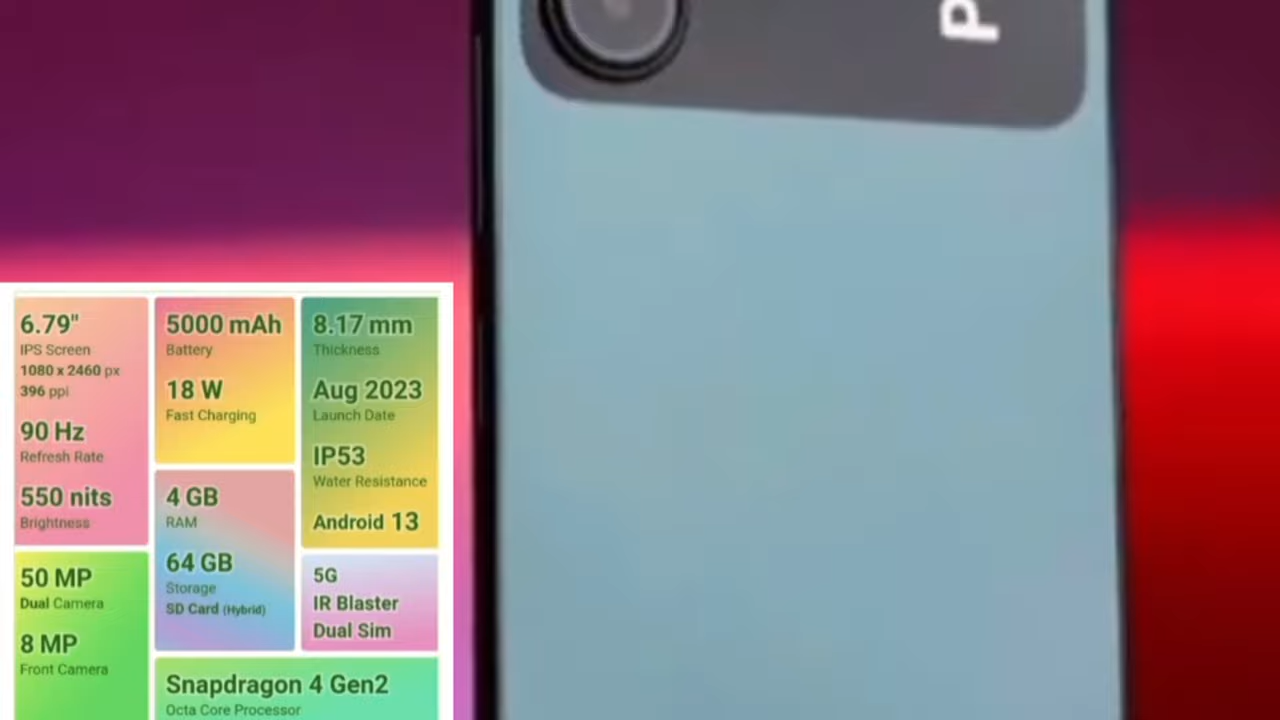 P
6.79"
IPS Screen
1080 x 2460 px
396 ppi
90 Hz
Refresh Rate
550 nits
Brightness
50 MP
Dual Camera
8 MP
Front Camera
5000 mAh
Battery
18 W
Fast Charging
4 GB
RAM
64 GB
Storage
SD Card (Hybrid)
8.17 mm
Thickness
Aug 2023
Launch Date
IP53
Water Resistance
Android 13
5G
IR Blaster
Dual Sim
Snapdragon 4 Gen2
Octa Core Processor